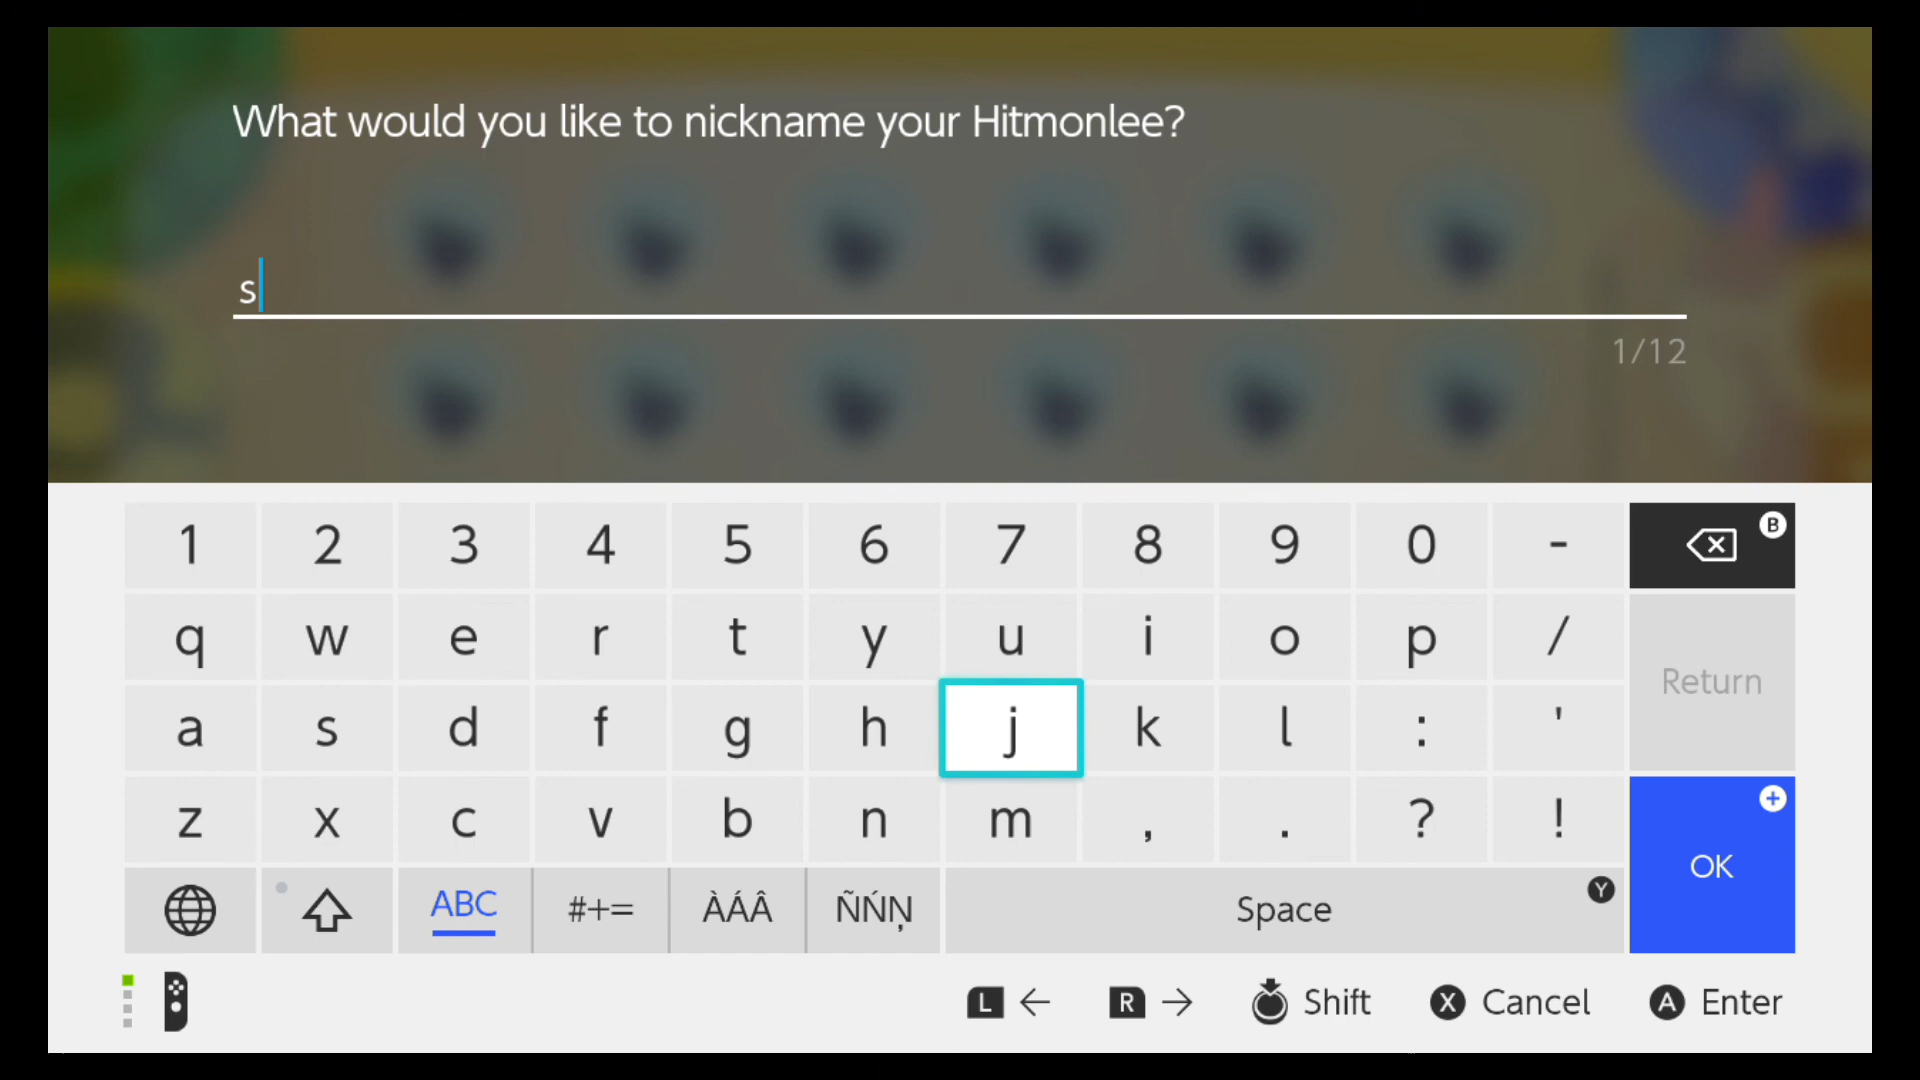 What would you like to nickname your Hitmonlee?
s
1/12
1 2 3 4 5 6 7 8 9 0 - B
q w e r t y u i o p / Return
a s d f g h j k l : '
z x c v b n m , . ? ! + OK
ABC #+= ÀÁÂ ÑŃŅ Space Y
L ← R → Shift X Cancel A Enter